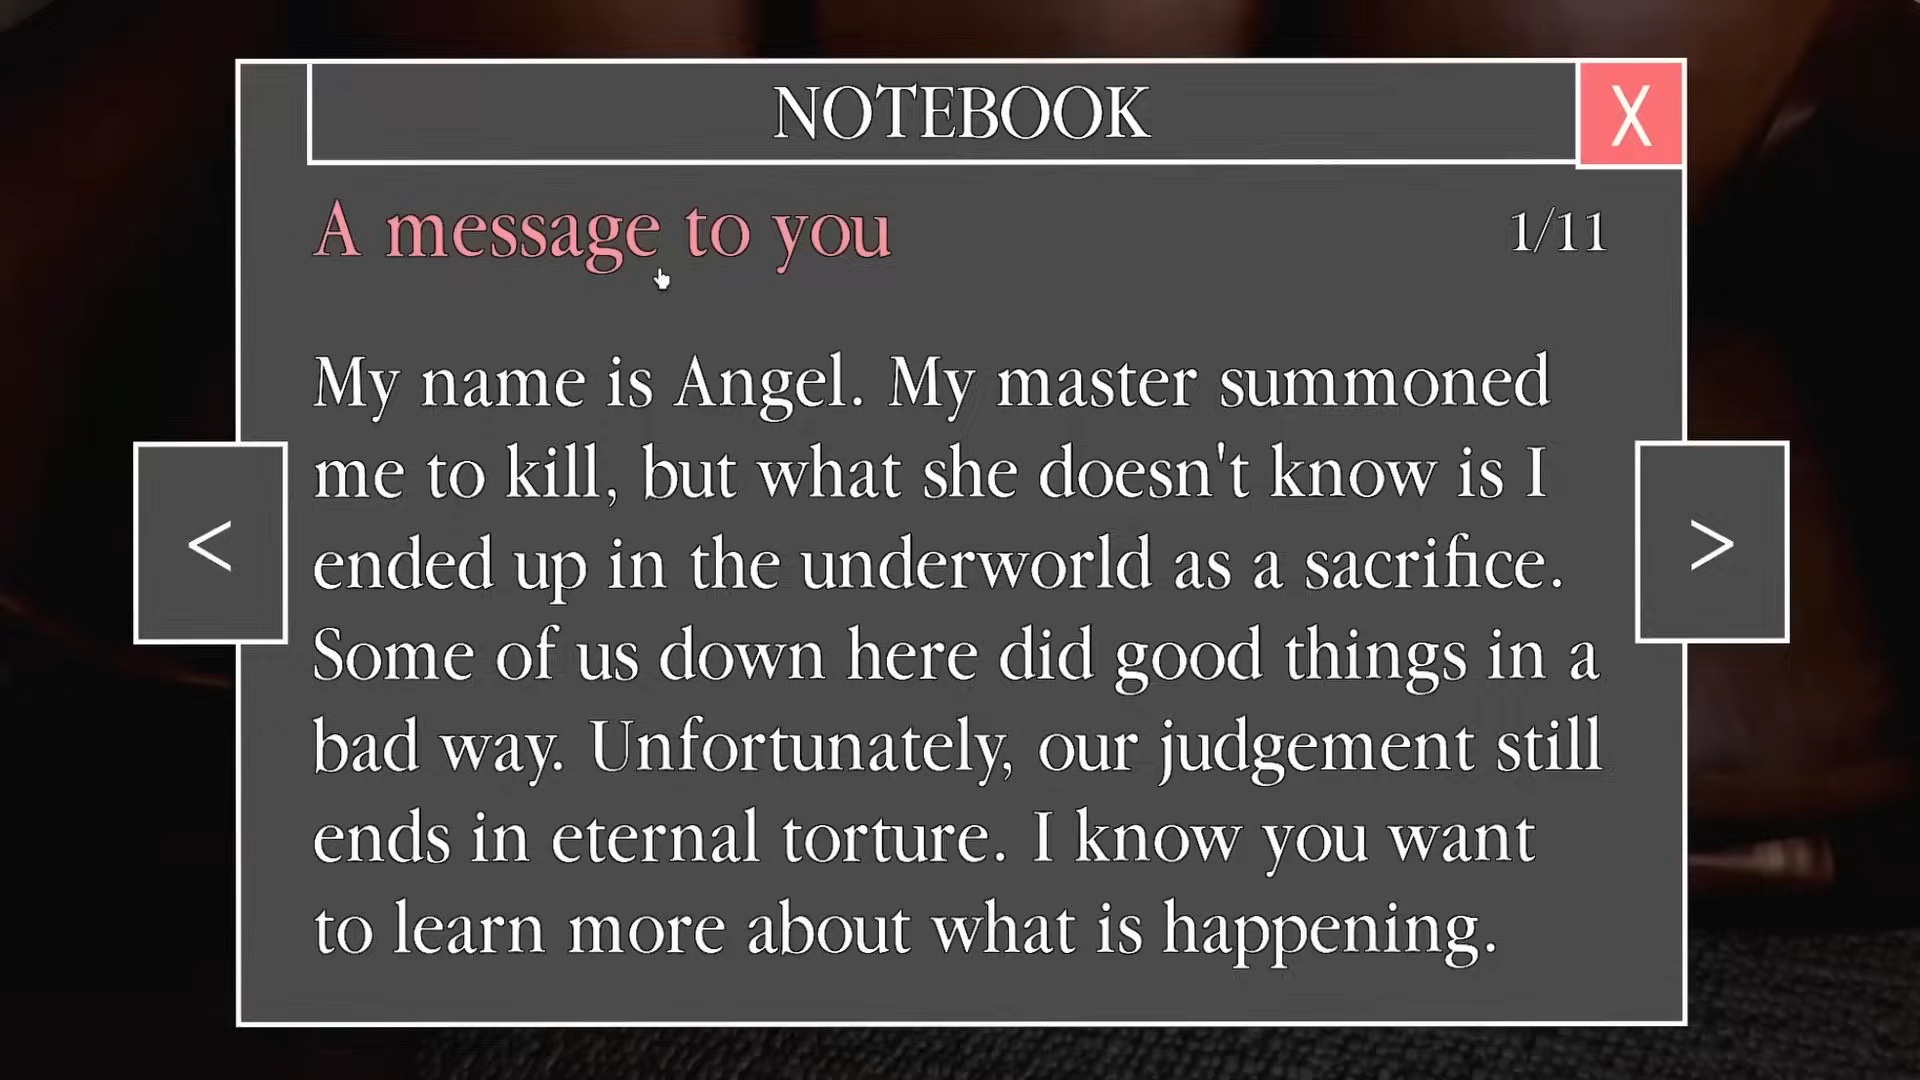 NOTEBOOK
X
A message to you
1/11
My name is Angel. My master summoned
me to kill, but what she doesn't know is I
ended up in the underworld as a sacrifice.
Some of us down here did good things in a
bad way. Unfortunately, our judgement still
ends in eternal torture. I know you want
to learn more about what is happening.
<
>